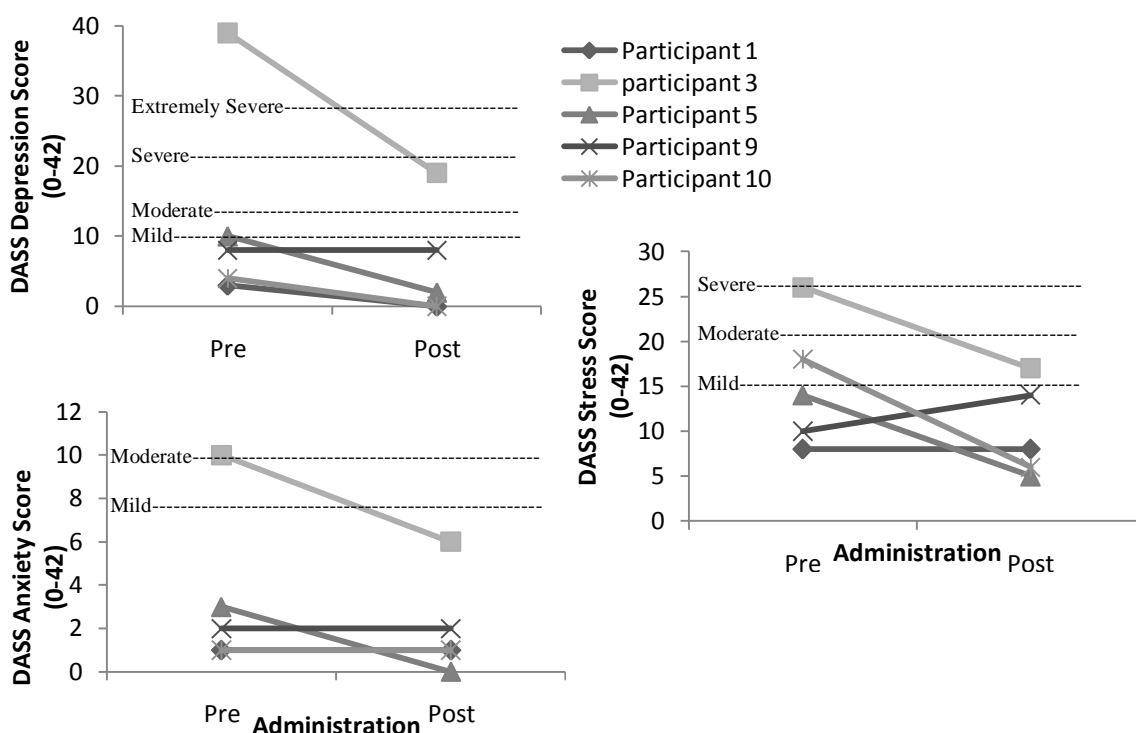 DASS Depression Score
(0-42)
40
30
20
10
0
Extremely Severe
Severe
Moderate
Mild
Pre
Post
Participant 1
participant 3
Participant 5
Participant 9
Participant 10
DASS Anxiety Score
(0-42)
12
10
8
6
4
2
0
Moderate
Mild
Pre
Post
Administration
DASS Stress Score
(0-42)
30
25
20
15
10
5
0
Severe
Moderate
Mild
Pre
Post
Administration